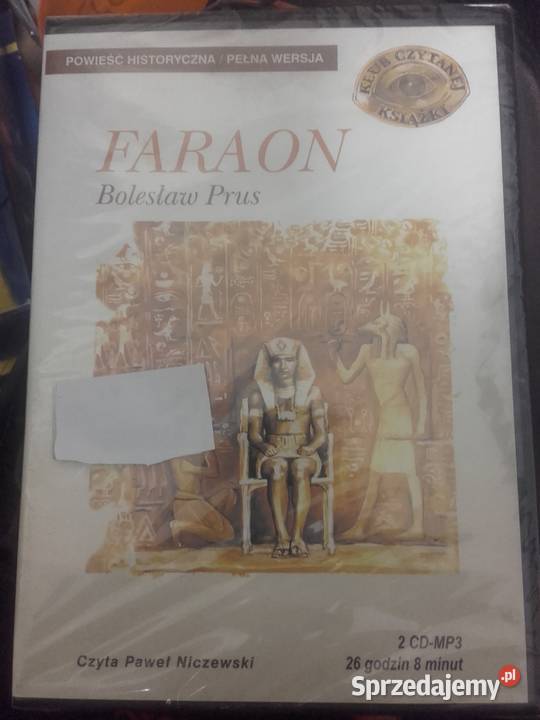 POWIEŚĆ HISTORYCZNA / PEŁNA WERSJA
KLUB CZYTANEJ
KSIĄŻKI
FARAON
Bolesław Prus
2 CD-MP3
Czyta Paweł Niczewski
26 godzin 8 minut
Sprzedajemy.pl